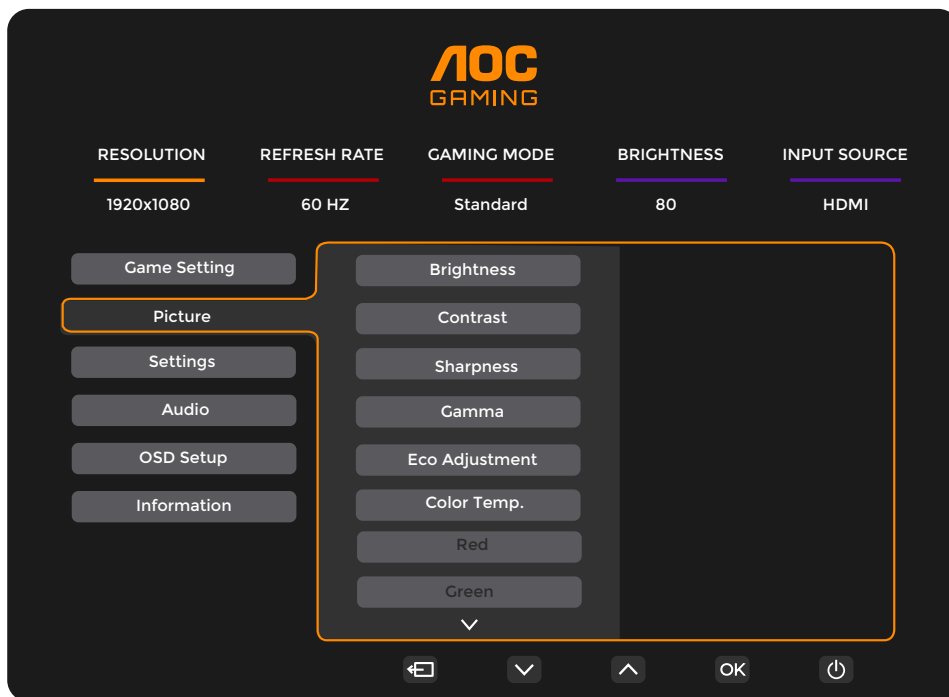 AOC
GAMING
RESOLUTION REFRESH RATE GAMING MODE BRIGHTNESS INPUT SOURCE
1920x1080 60 HZ Standard 80 HDMI
Game Setting
Picture
Settings
Audio
OSD Setup
Information
Brightness
Contrast
Sharpness
Gamma
Eco Adjustment
Color Temp.
Red
Green
OK